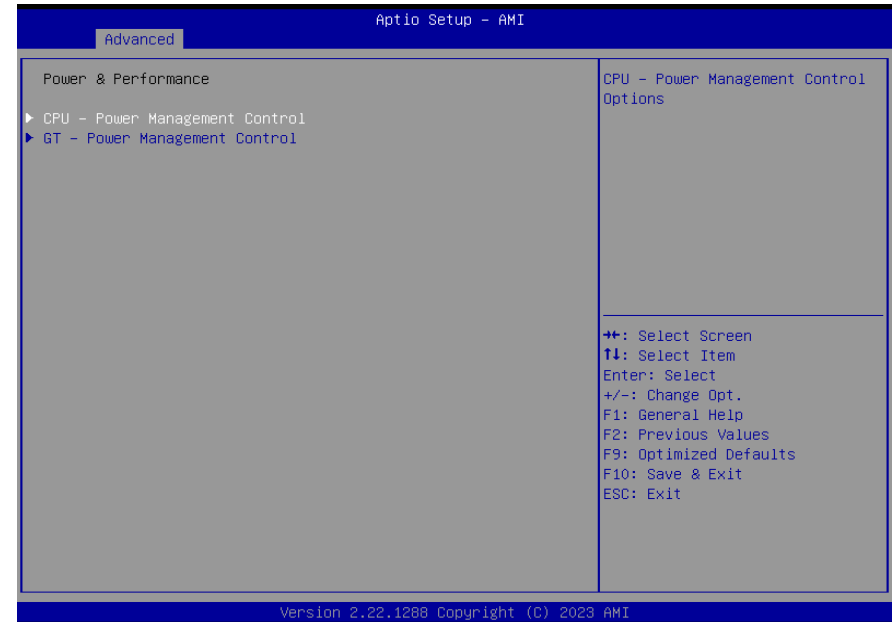 Aptio Setup – AMI
Advanced
Power & Performance
▶ CPU – Power Management Control
▶ GT – Power Management Control
CPU – Power Management Control
Options
→←: Select Screen
↑↓: Select Item
Enter: Select
+/-: Change Opt.
F1: General Help
F2: Previous Values
F9: Optimized Defaults
F10: Save & Exit
ESC: Exit
Version 2.22.1288 Copyright (C) 2023 AMI